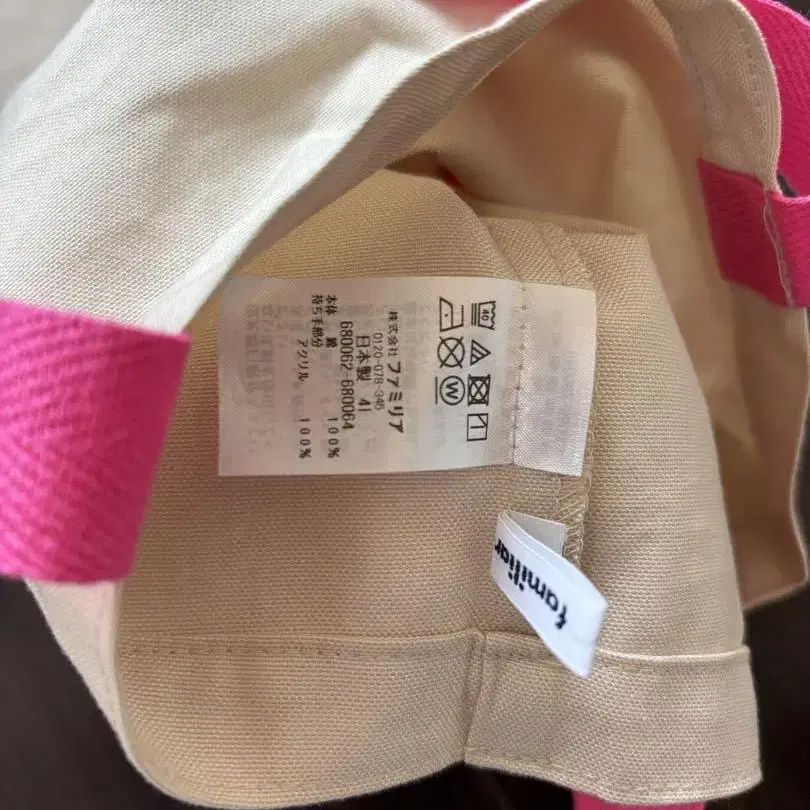 40
W
株式会社 ファミリア
0120-078-345
日本製 41
680062-680064
本体 綿 100%
持ち手部分 アクリル 100%
familiar